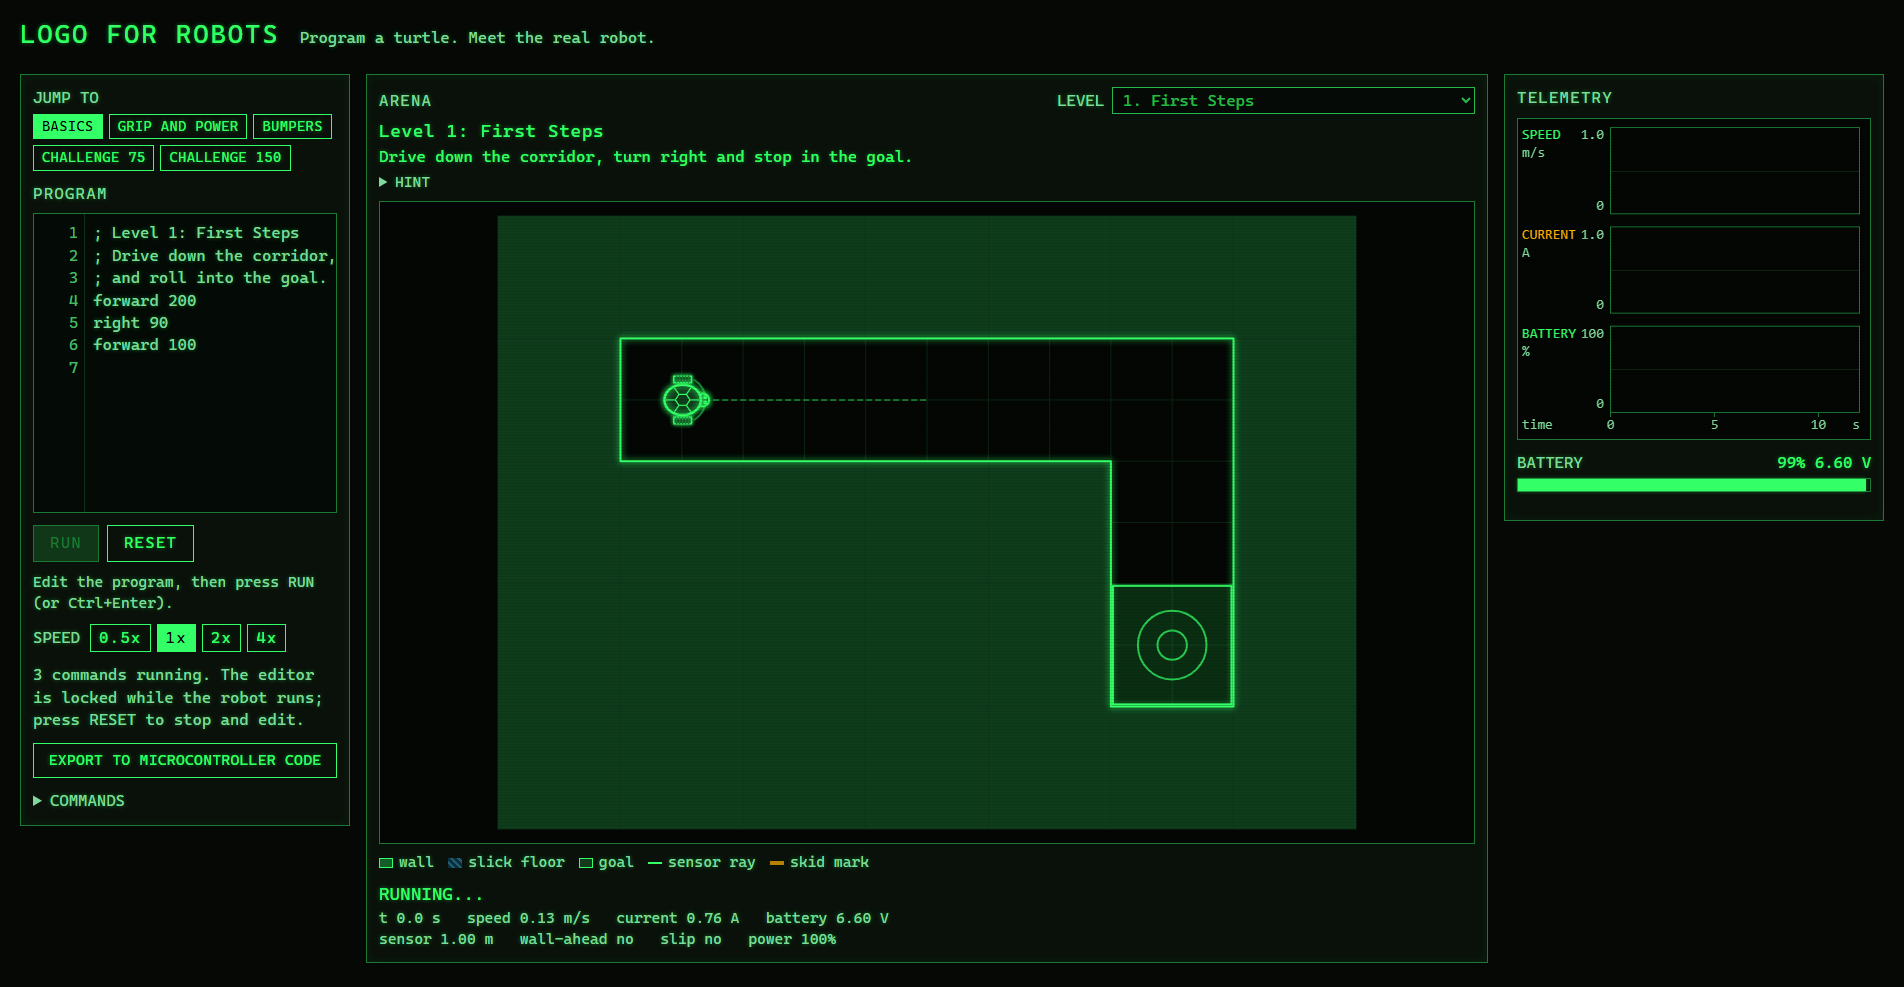 LOGO FOR ROBOTS Program a turtle. Meet the real robot.
JUMP TO
BASICS GRIP AND POWER BUMPERS
CHALLENGE 75 CHALLENGE 150
PROGRAM
1 ; Level 1: First Steps
2 ; Drive down the corridor,
3 ; and roll into the goal.
4 forward 200
5 right 90
6 forward 100
7
RUN RESET
Edit the program, then press RUN
(or Ctrl+Enter).
SPEED 0.5x 1x 2x 4x
3 commands running. The editor
is locked while the robot runs;
press RESET to stop and edit.
EXPORT TO MICROCONTROLLER CODE
▶ COMMANDS
ARENA LEVEL 1. First Steps
Level 1: First Steps
Drive down the corridor, turn right and stop in the goal.
▶ HINT
wall slick floor goal sensor ray skid mark
RUNNING...
t 0.0 s speed 0.13 m/s current 0.76 A battery 6.60 V
sensor 1.00 m wall-ahead no slip no power 100%
TELEMETRY
SPEED 1.0
m/s
0
CURRENT 1.0
A
0
BATTERY 100
%
0
time 0 5 10 s
BATTERY 99% 6.60 V